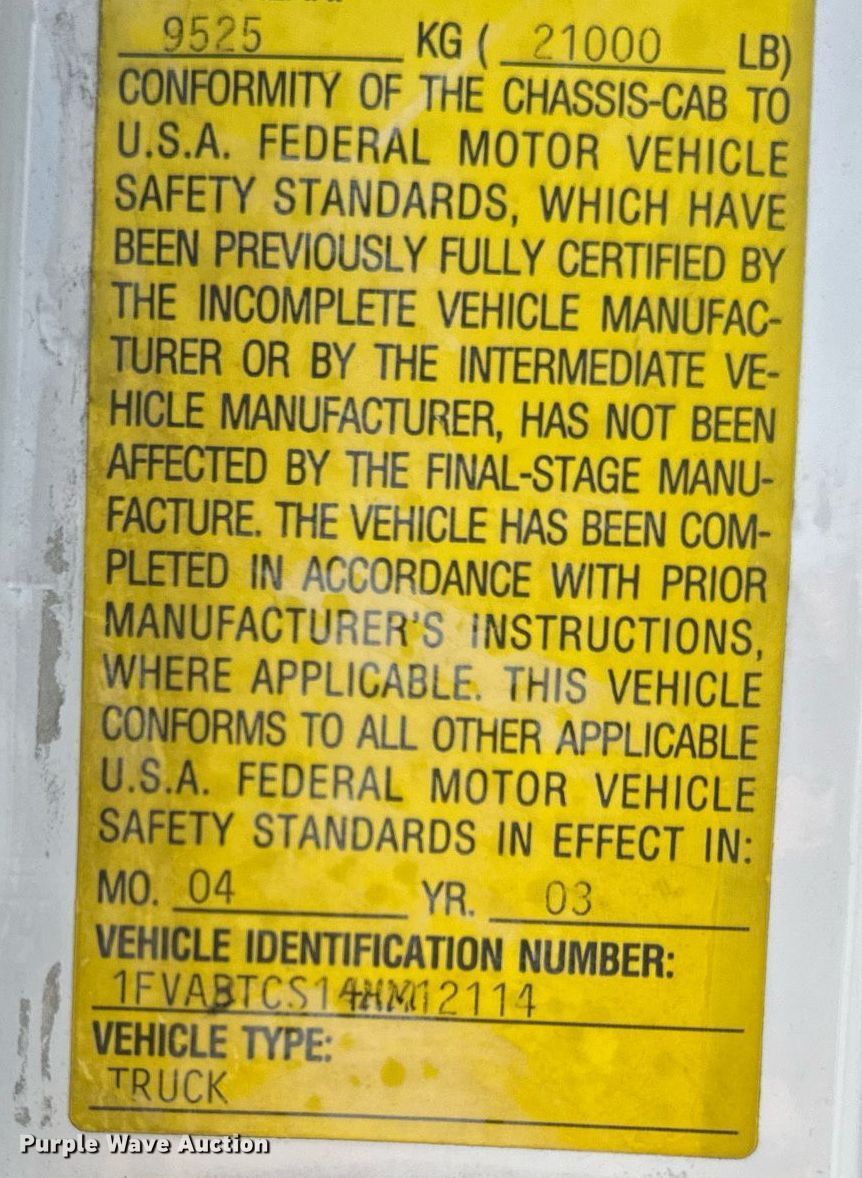 9525 KG ( 21000 LB)
CONFORMITY OF THE CHASSIS-CAB TO
U.S.A. FEDERAL MOTOR VEHICLE
SAFETY STANDARDS, WHICH HAVE
BEEN PREVIOUSLY FULLY CERTIFIED BY
THE INCOMPLETE VEHICLE MANUFAC-
TURER OR BY THE INTERMEDIATE VE-
HICLE MANUFACTURER, HAS NOT BEEN
AFFECTED BY THE FINAL-STAGE MANU-
FACTURE. THE VEHICLE HAS BEEN COM-
PLETED IN ACCORDANCE WITH PRIOR
MANUFACTURER'S INSTRUCTIONS,
WHERE APPLICABLE. THIS VEHICLE
CONFORMS TO ALL OTHER APPLICABLE
U.S.A. FEDERAL MOTOR VEHICLE
SAFETY STANDARDS IN EFFECT IN:
MO. 04 YR. 03
VEHICLE IDENTIFICATION NUMBER:
VEHICLE TYPE:
TRUCK
Purple Wave Auction